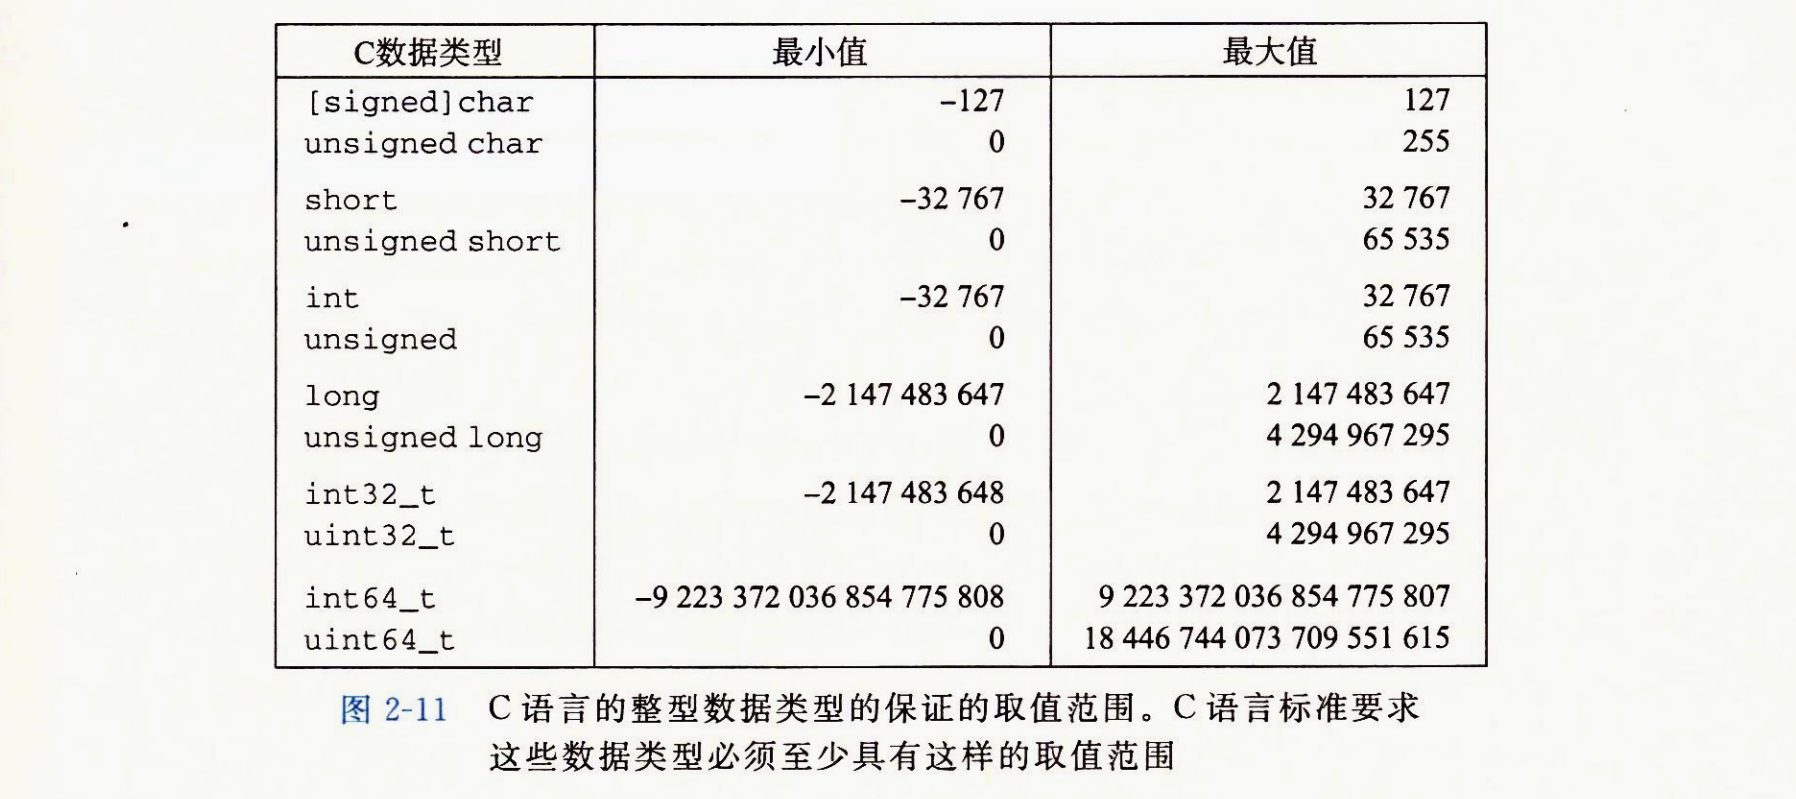 C数据类型 最小值 最大值
[signed]char –127 127
unsigned char 0 255
short –32 767 32 767
unsigned short 0 65 535
int –32 767 32 767
unsigned 0 65 535
long –2 147 483 647 2 147 483 647
unsigned long 0 4 294 967 295
int32_t –2 147 483 648 2 147 483 647
uint32_t 0 4 294 967 295
int64_t –9 223 372 036 854 775 808 9 223 372 036 854 775 807
uint64_t 0 18 446 744 073 709 551 615
图 2-11 C 语言的整型数据类型的保证的取值范围。C 语言标准要求
这些数据类型必须至少具有这样的取值范围